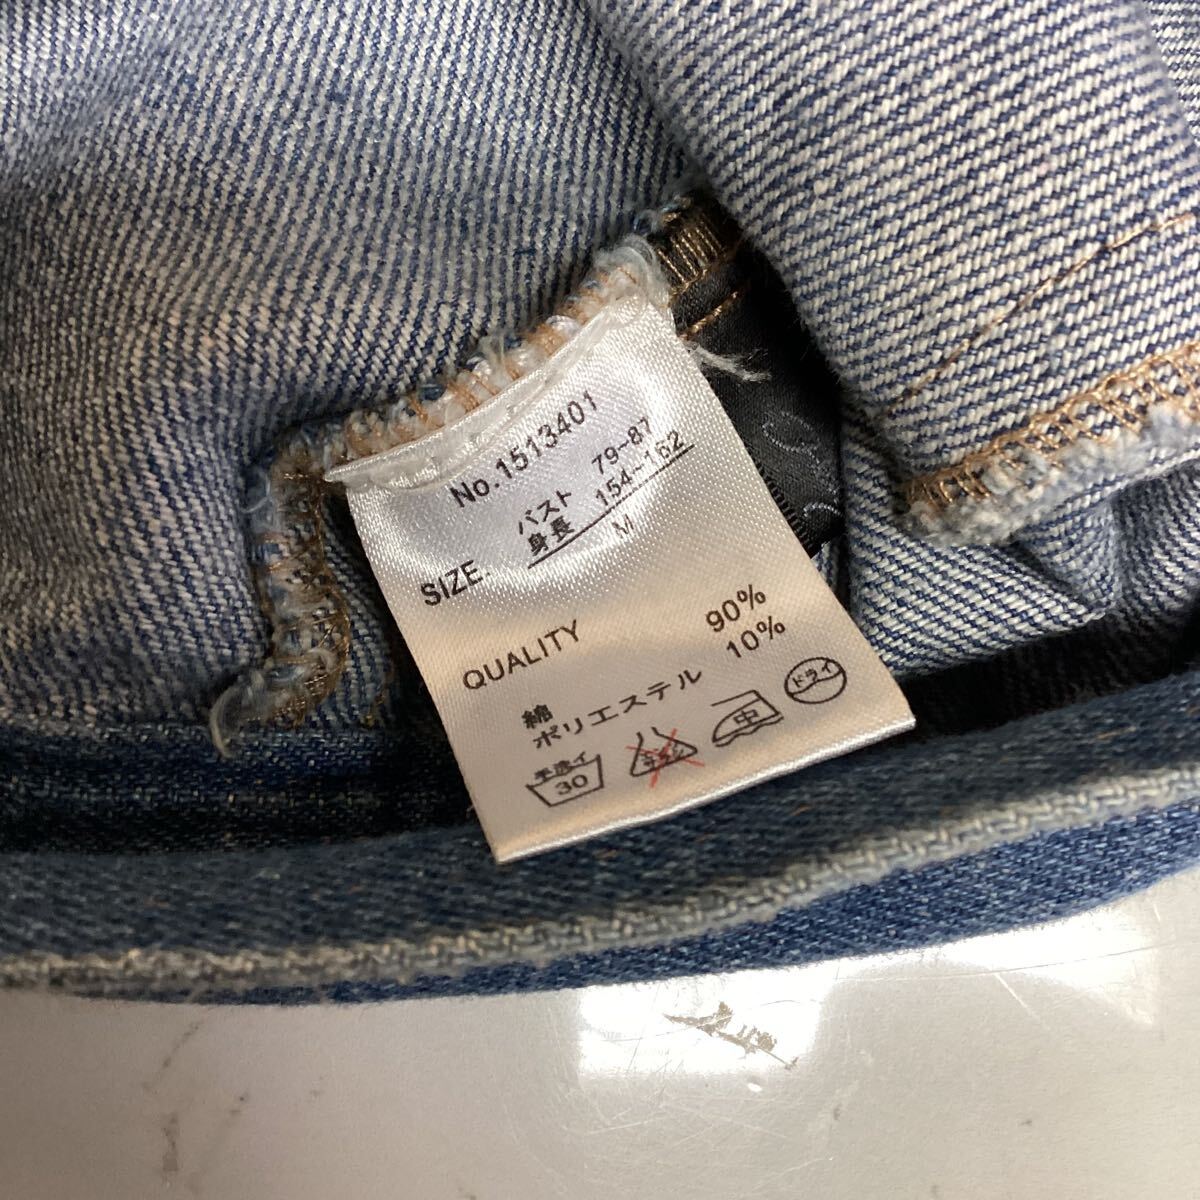 No.1513401
バスト 79~87
SIZE 身長 154~162
M
QUALITY
綿 90%
ポリエステル 10%
手洗イ 30 中 ドライ